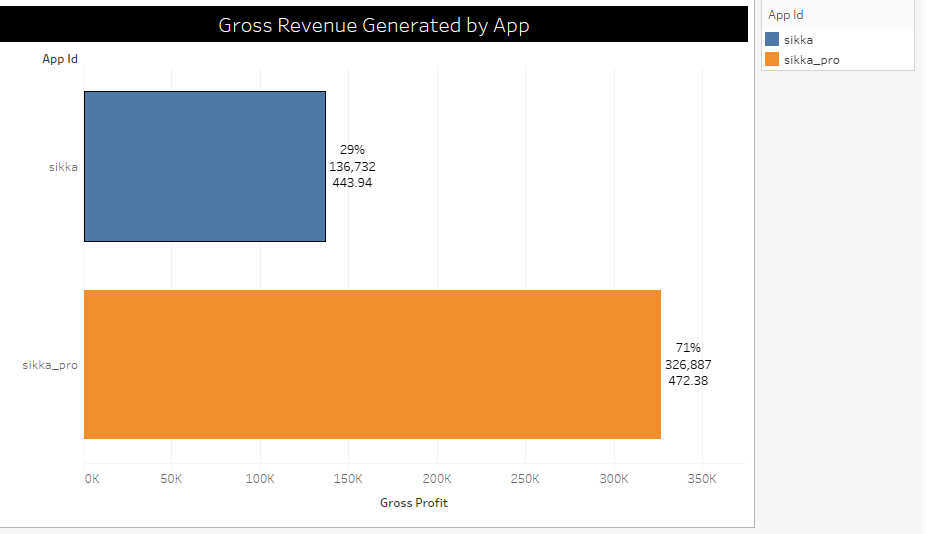 Gross Revenue Generated by App
App Id
sikka
29%
136,732
443.94
sikka_pro
71%
326,887
472.38
0K 50K 100K 150K 200K 250K 300K 350K
Gross Profit
App Id
sikka
sikka_pro